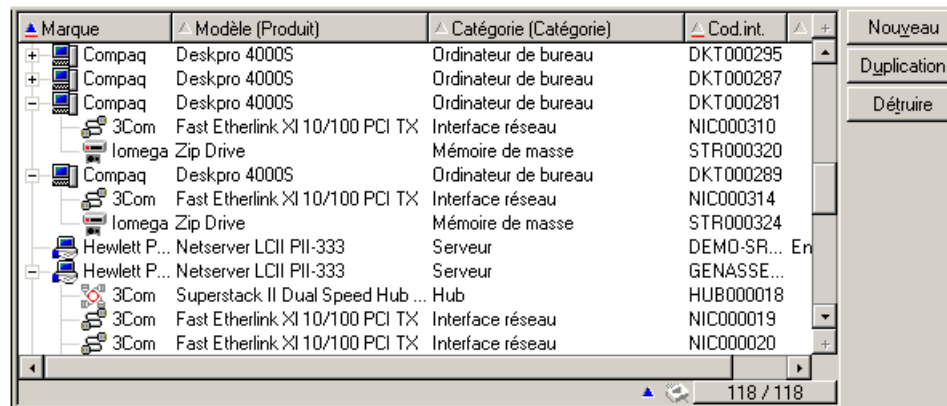 Marque Modèle (Produit) Catégorie (Catégorie) Cod.int.
Compaq Deskpro 4000S Ordinateur de bureau DKT000295
Compaq Deskpro 4000S Ordinateur de bureau DKT000287
Compaq Deskpro 4000S Ordinateur de bureau DKT000281
3Com Fast Etherlink XI 10/100 PCI TX Interface réseau NIC000310
Iomega Zip Drive Mémoire de masse STR000320
Compaq Deskpro 4000S Ordinateur de bureau DKT000289
3Com Fast Etherlink XI 10/100 PCI TX Interface réseau NIC000314
Iomega Zip Drive Mémoire de masse STR000324
Hewlett P... Netserver LCII PII-333 Serveur DEMO-SR... En
Hewlett P... Netserver LCII PII-333 Serveur GENASSE...
3Com Superstack II Dual Speed Hub ... Hub HUB000018
3Com Fast Etherlink XI 10/100 PCI TX Interface réseau NIC000019
3Com Fast Etherlink XI 10/100 PCI TX Interface réseau NIC000020
118 / 118
Nouveau
Duplication
Détruire